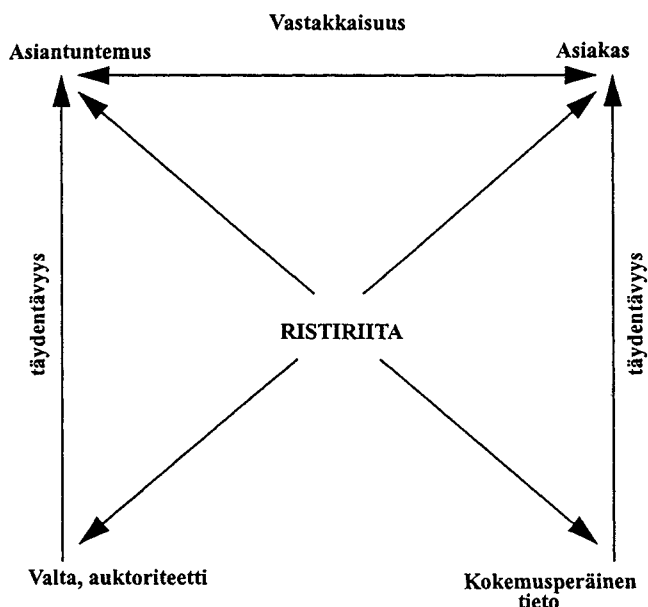 Vastakkaisuus
Asiantuntemus
Asiakas
täydentävyys
täydentävyys
RISTIRIITA
Valta, auktoriteetti
Kokemusperäinen
tieto